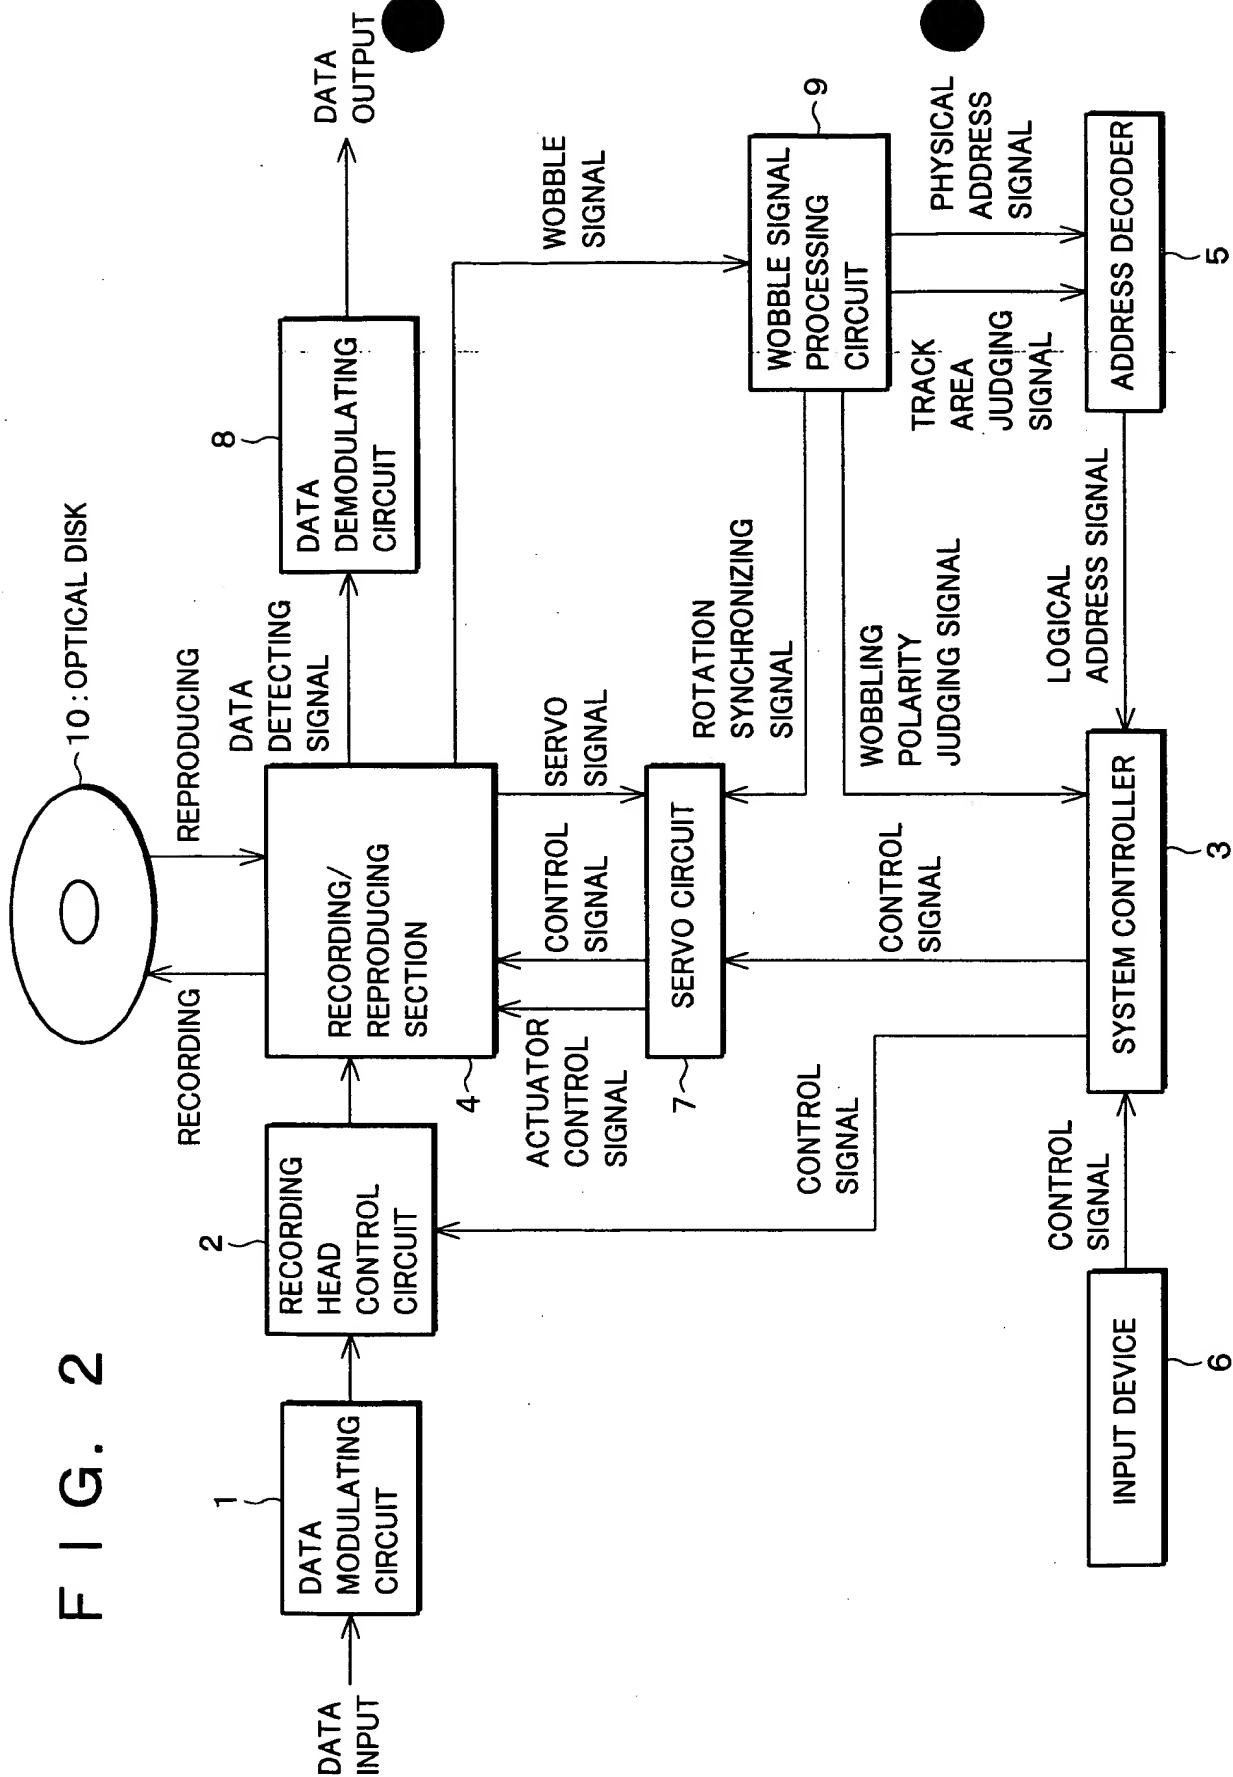 FIG. 2
10:OPTICAL DISK
RECORDING
REPRODUCING
DATA
INPUT
1
DATA
MODULATING
CIRCUIT
2
RECORDING
HEAD
CONTROL
CIRCUIT
RECORDING/
REPRODUCING
SECTION
4
DATA
DETECTING
SIGNAL
8
DATA
DEMODULATING
CIRCUIT
DATA
OUTPUT
ACTUATOR
CONTROL
SIGNAL
CONTROL
SIGNAL
SERVO
SIGNAL
WOBBLE
SIGNAL
7
SERVO CIRCUIT
ROTATION
SYNCHRONIZING
SIGNAL
WOBBLE SIGNAL
PROCESSING
CIRCUIT
9
CONTROL
SIGNAL
CONTROL
SIGNAL
WOBBLING
POLARITY
JUDGING SIGNAL
TRACK
AREA
JUDGING
SIGNAL
PHYSICAL
ADDRESS
SIGNAL
CONTROL
SIGNAL
LOGICAL
ADDRESS SIGNAL
INPUT DEVICE
6
SYSTEM CONTROLLER
3
ADDRESS DECODER
5